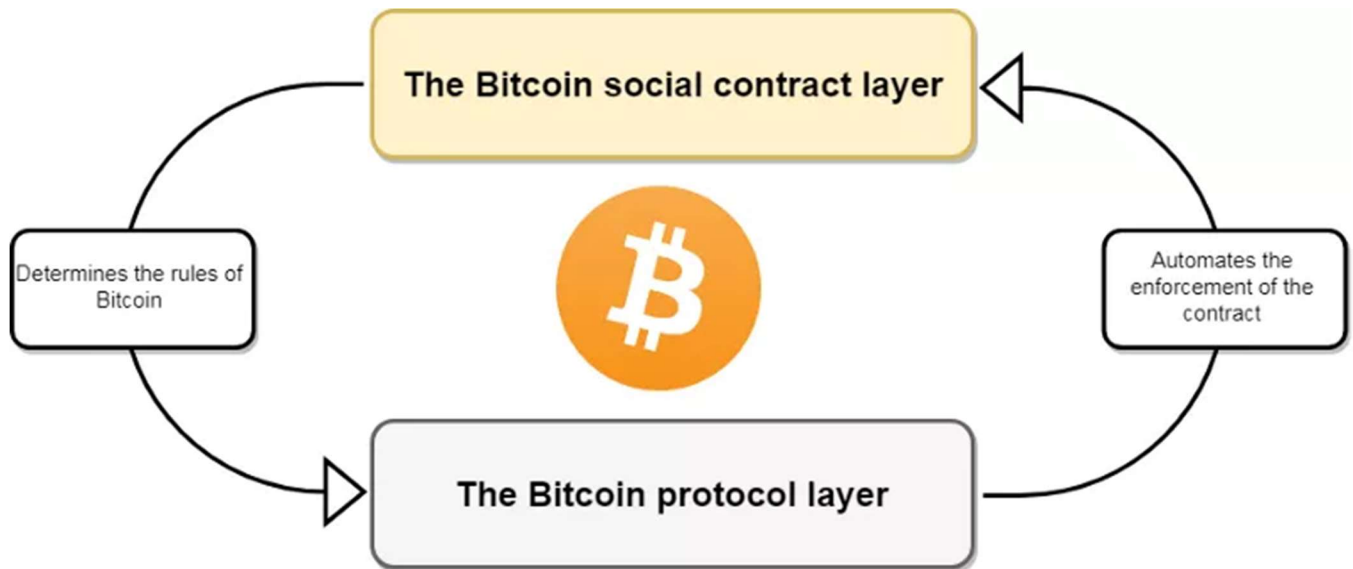 The Bitcoin social contract layer
Determines the rules of
Bitcoin
Automates the
enforcement of the
contract
The Bitcoin protocol layer